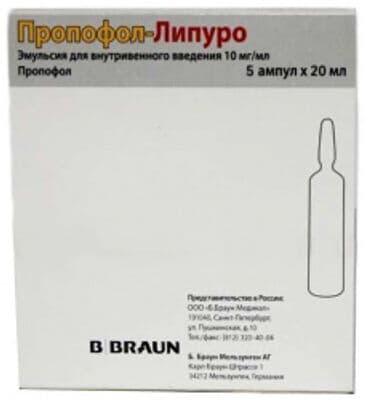 Пропофол-Липуро
Эмульсия для внутривенного введения 10 мг/мл
Пропофол
5 ампул х 20 мл
Представительство в России:
ООО «Б.Браун Медикал»
191040, Санкт-Петербург,
ул. Пушкинская, д.10
Тел./факс: (812) 320-40-06
B BRAUN
Б. Браун Мельзунген АГ
Карл-Браун-Штрассе 1
34212 Мельзунген, Германия